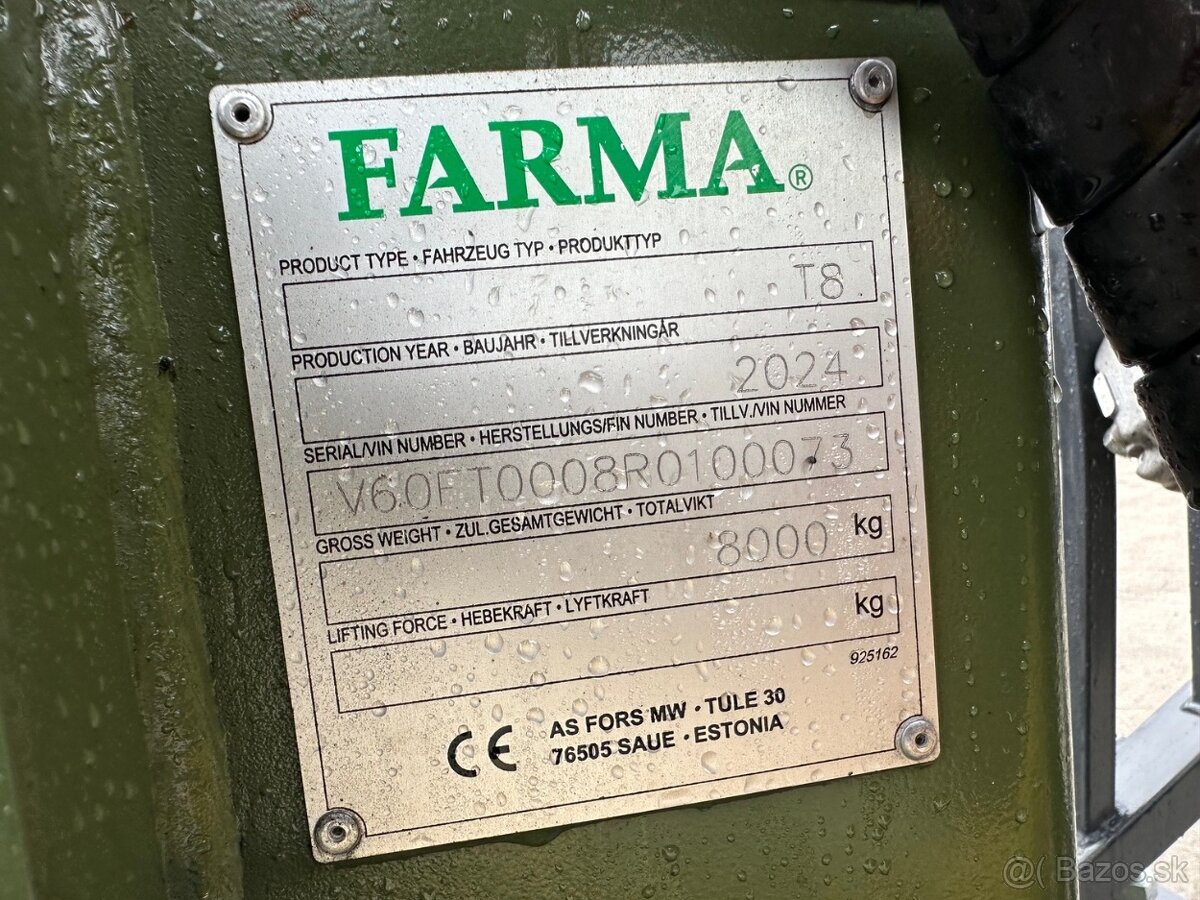 FARMA®
PRODUCT TYPE • FAHRZEUG TYP • PRODUKTTYP
T8
PRODUCTION YEAR • BAUJAHR • TILLVERKNINGÅR
2024
SERIAL/VIN NUMBER • HERSTELLUNGS/FIN NUMBER • TILLV./VIN NUMMER
V60FT0008R0100073
GROSS WEIGHT • ZUL.GESAMTGEWICHT • TOTALVIKT
8000 kg
LIFTING FORCE • HEBEKRAFT • LYFTKRAFT
kg
925162
CE
AS FORS MW • TULE 30
76505 SAUE • ESTONIA
@( Bazos.sk